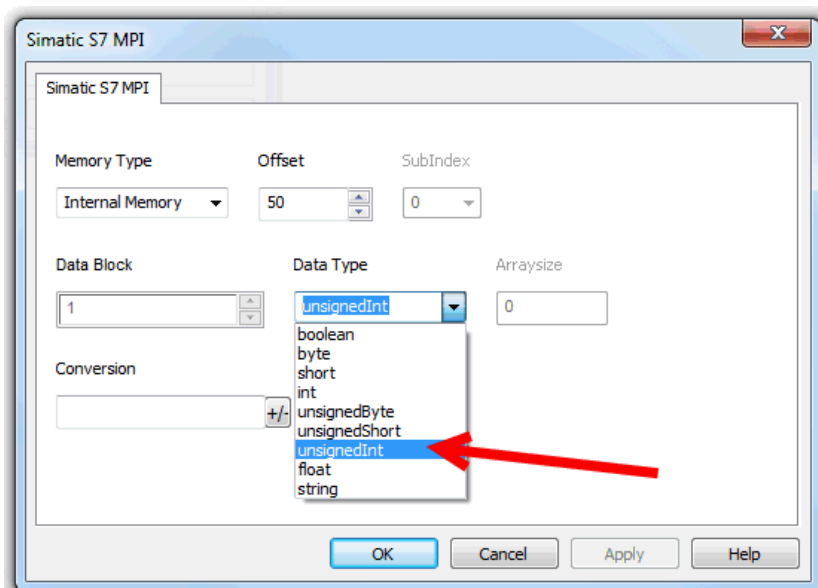 Simatic S7 MPI
Simatic S7 MPI
Memory Type Offset SubIndex
Internal Memory 50 0
Data Block Data Type Arraysize
1 unsignedInt 0
boolean
byte
short
Conversion
int
+/-
unsignedByte
unsignedShort
unsignedInt
float
string
OK Cancel Apply Help